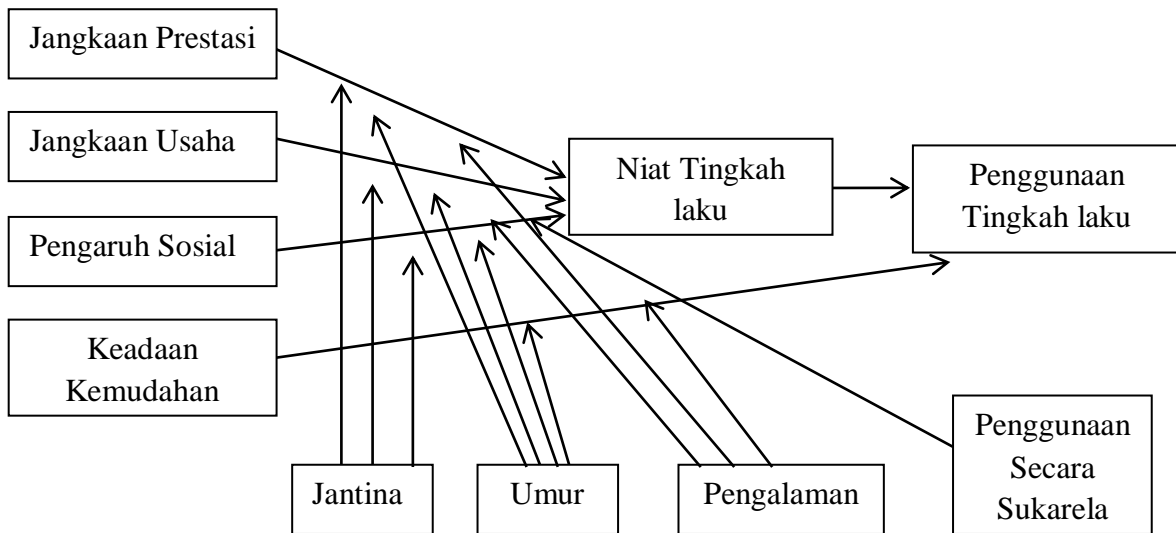 Jangkaan Prestasi
Jangkaan Usaha
Pengaruh Sosial
Keadaan
Kemudahan
Niat Tingkah
laku
Penggunaan
Tingkah laku
Jantina
Umur
Pengalaman
Penggunaan
Secara
Sukarela